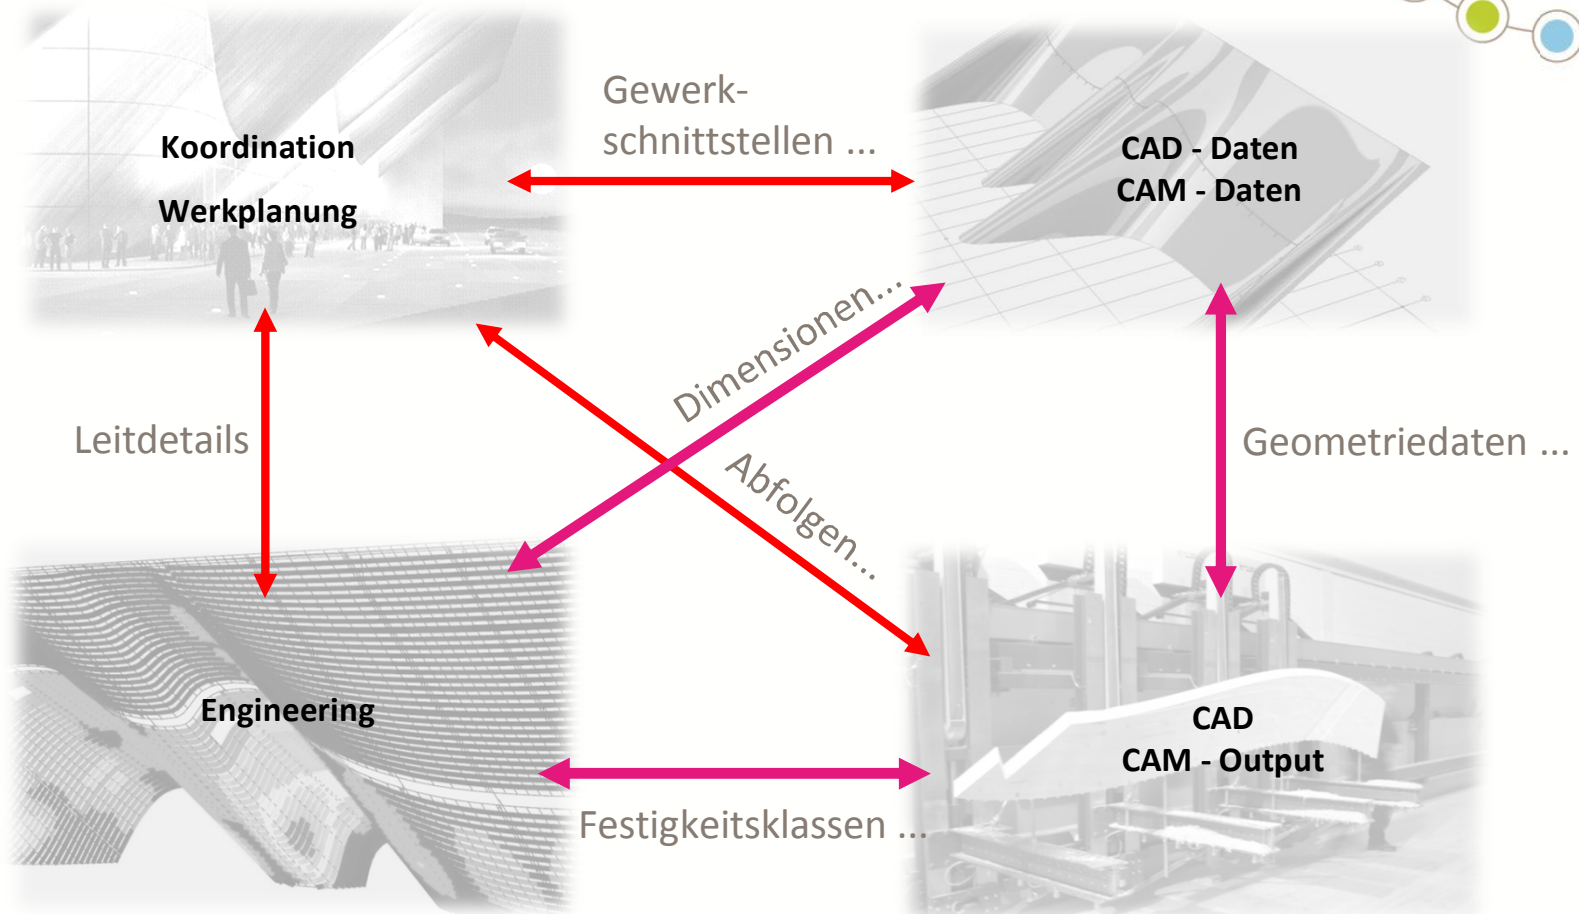 Gewerk-
schnittstellen ...
Koordination
Werkplanung
CAD - Daten
CAM - Daten
Dimensionen...
Leitdetails
Abfolgen...
Geometriedaten ...
Engineering
CAD
CAM - Output
Festigkeitsklassen ...